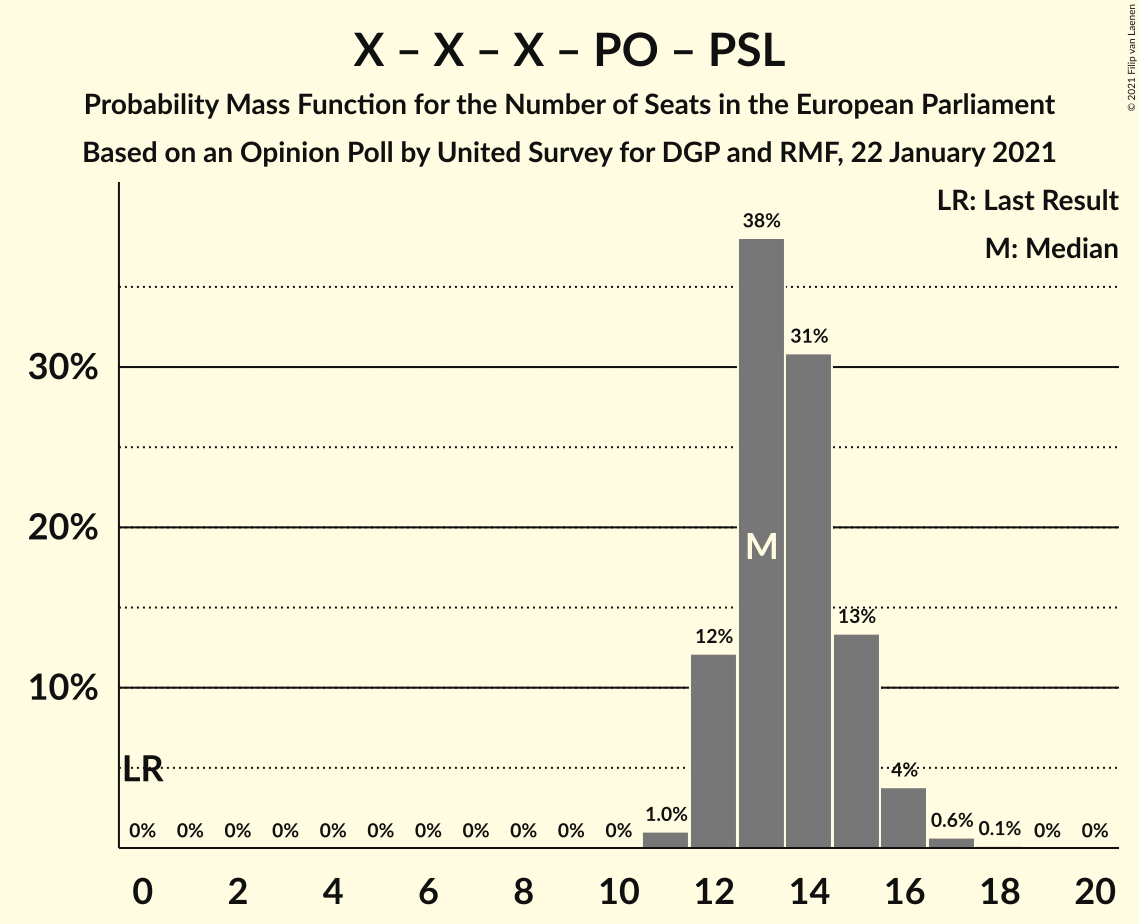 X – X – X – PO – PSL
Probability Mass Function for the Number of Seats in the European Parliament
Based on an Opinion Poll by United Survey for DGP and RMF, 22 January 2021
© 2021 Filip van Laenen
LR: Last Result
M: Median
38%
31%
30%
20%
M
13%
12%
10%
LR
4%
0% 0% 0% 0% 0% 0% 0% 0% 0% 0% 0% 1.0% 0.6% 0.1% 0% 0%
0 2 4 6 8 10 12 14 16 18 20